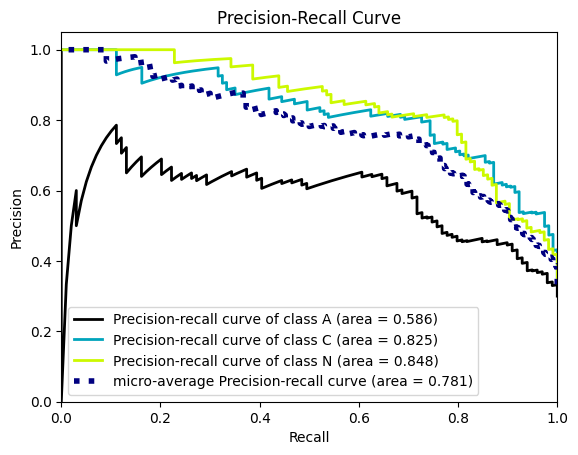 Precision-Recall Curve
1.0
0.8
0.6
0.4
0.2
0.0
Precision
Precision-recall curve of class A (area = 0.586)
Precision-recall curve of class C (area = 0.825)
Precision-recall curve of class N (area = 0.848)
micro-average Precision-recall curve (area = 0.781)
0.0 0.2 0.4 0.6 0.8 1.0
Recall